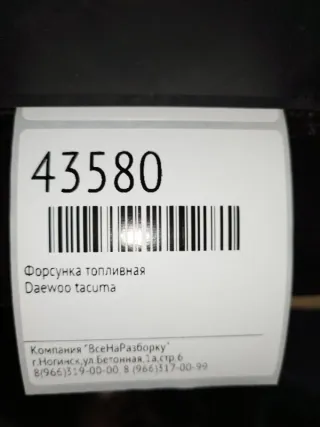 43580
Форсунка топливная
Daewoo tacuma
Компания "ВсеНаРазборку"
г.Ногинск,ул.Бетонная,1а,стр.6
8(966)319-00-00, 8 (966)317-00-99